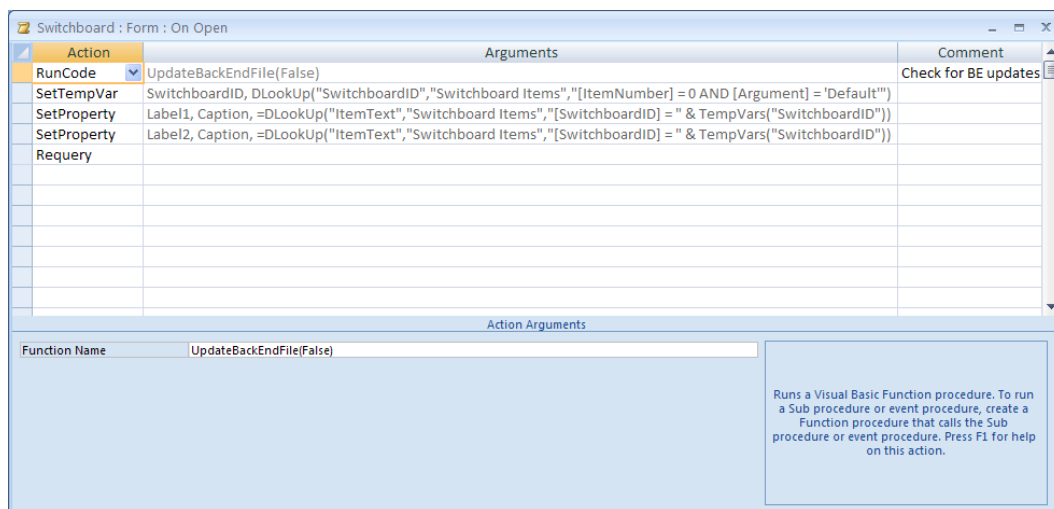 Switchboard : Form : On Open
Action Arguments Comment
RunCode UpdateBackEndFile(False) Check for BE updates
SetTempVar SwitchboardID, DLookUp("SwitchboardID","Switchboard Items","[ItemNumber] = 0 AND [Argument] = 'Default'")
SetProperty Label1, Caption, =DLookUp("ItemText","Switchboard Items","[SwitchboardID] = " & TempVars("SwitchboardID"))
SetProperty Label2, Caption, =DLookUp("ItemText","Switchboard Items","[SwitchboardID] = " & TempVars("SwitchboardID"))
Requery
Action Arguments
Function Name UpdateBackEndFile(False)
Runs a Visual Basic Function procedure. To run
a Sub procedure or event procedure, create a
Function procedure that calls the Sub
procedure or event procedure. Press F1 for help
on this action.